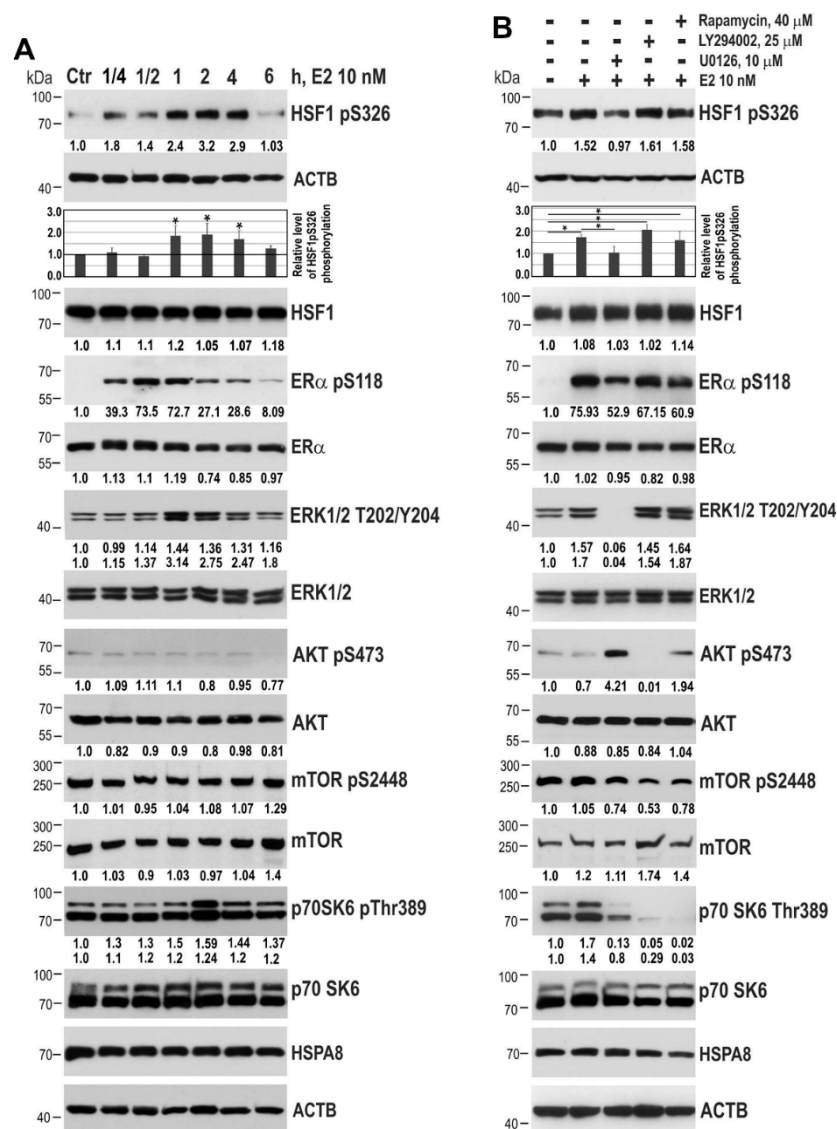 A
kDa Ctr 1/4 1/2 1 2 4 6 h, E2 10 nM
100
70
HSF1 pS326
1.0 1.8 1.4 2.4 3.2 2.9 1.03
40
ACTB
3.0
2.0
1.0
0.0
* * *
Relative level
of HSF1pS326
phosphorylation
100
70
HSF1
1.0 1.1 1.1 1.2 1.05 1.07 1.18
70
55
ERα pS118
1.0 39.3 73.5 72.7 27.1 28.6 8.09
70
55
ERα
1.0 1.13 1.1 1.19 0.74 0.85 0.97
40
ERK1/2 T202/Y204
1.0 0.99 1.14 1.44 1.36 1.31 1.16
1.0 1.15 1.37 3.14 2.75 2.47 1.8
40
ERK1/2
70
55
AKT pS473
1.0 1.09 1.11 1.1 0.8 0.95 0.77
70
55
AKT
1.0 0.82 0.9 0.9 0.8 0.98 0.81
300
250
mTOR pS2448
1.0 1.01 0.95 1.04 1.08 1.07 1.29
300
250
mTOR
1.0 1.03 0.9 1.03 0.97 1.04 1.4
100
70
p70SK6 pThr389
1.0 1.3 1.3 1.5 1.59 1.44 1.37
1.0 1.1 1.2 1.2 1.24 1.2 1.2
100
70
p70 SK6
70
HSPA8
40
ACTB
B
- - - - + Rapamycin, 40 μM
- - - + - LY294002, 25 μM
- - + - - U0126, 10 μM
- + + + + E2 10 nM
kDa
100
70
HSF1 pS326
1.0 1.52 0.97 1.61 1.58
40
ACTB
3.0
2.0
1.0
0.0
* * * *
Relative level
of HSF1pS326
phosphorylation
100
70
HSF1
1.0 1.08 1.03 1.02 1.14
70
55
ERα pS118
1.0 75.93 52.9 67.15 60.9
70
55
ERα
1.0 1.02 0.95 0.82 0.98
40
ERK1/2 T202/Y204
1.0 1.57 0.06 1.45 1.64
1.0 1.7 0.04 1.54 1.87
40
ERK1/2
70
55
AKT pS473
1.0 0.7 4.21 0.01 1.94
70
55
AKT
1.0 0.88 0.85 0.84 1.04
300
250
mTOR pS2448
1.0 1.05 0.74 0.53 0.78
300
250
mTOR
1.0 1.2 1.11 1.74 1.4
100
70
p70 SK6 Thr389
1.0 1.7 0.13 0.05 0.02
1.0 1.4 0.8 0.29 0.03
100
70
p70 SK6
70
HSPA8
40
ACTB